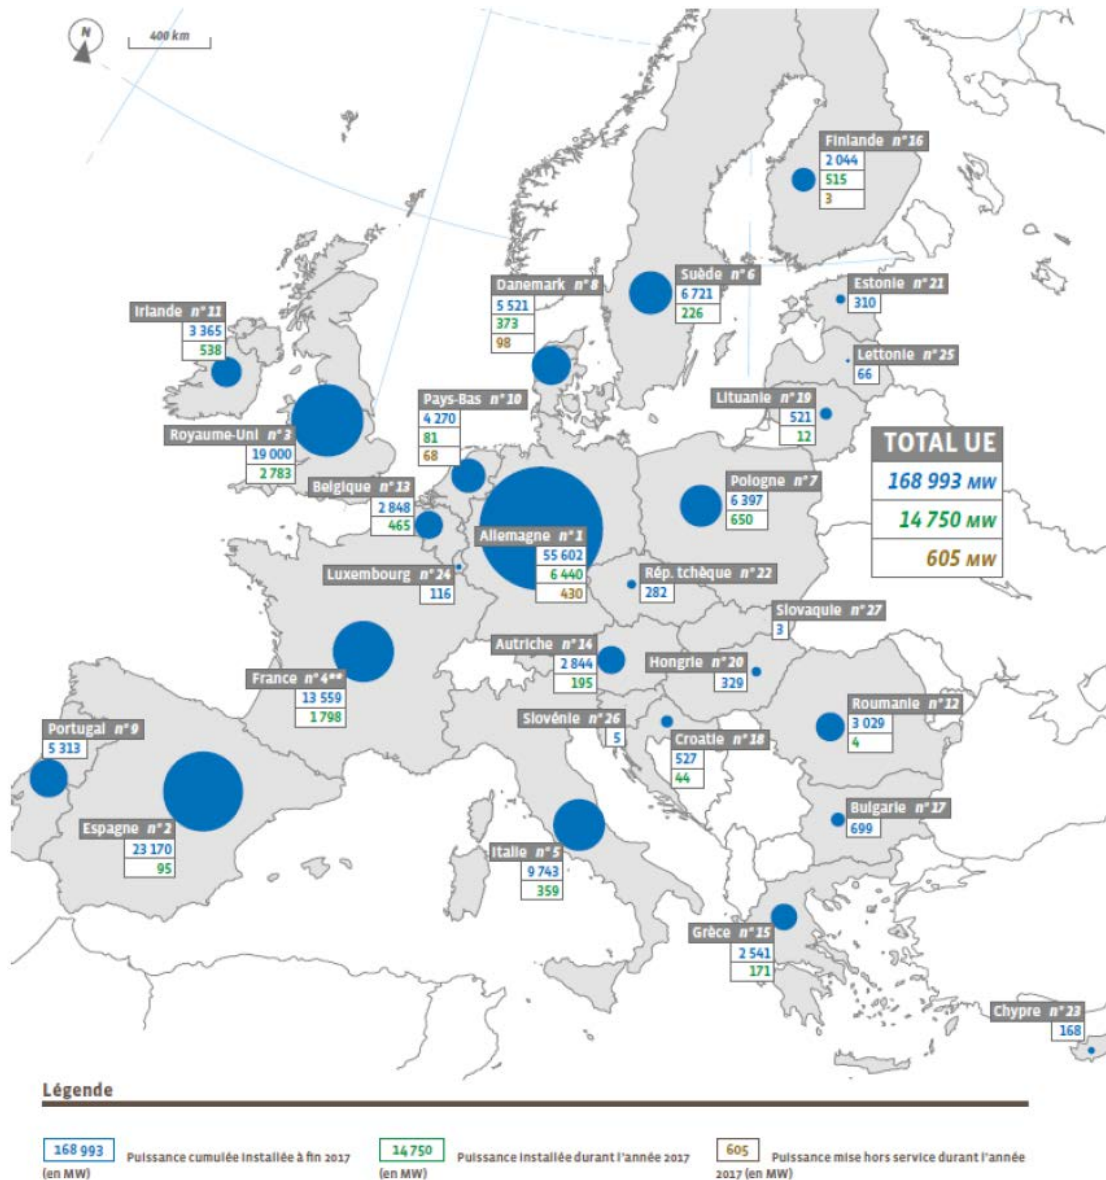 N
400 km
Finlande n°16
2 044
515
3
Suède n°6
6 721
226
Danemark n°8
5 521
373
98
Estonie n°21
310
Irlande n°11
3 365
538
Lettonie n°25
66
Pays-Bas n°10
4 270
81
68
Lituanie n°19
521
12
Royaume-Uni n°3
19 000
2 783
TOTAL UE
168 993 MW
14 750 MW
605 MW
Belgique n°13
2 848
465
Pologne n°7
6 397
650
Allemagne n°1
55 602
6 440
430
Luxembourg n°24
116
Rép. tchèque n°22
282
Slovaquie n°27
3
Autriche n°14
2 844
195
Hongrie n°20
329
France n°4**
13 559
1 798
Roumanie n°12
3 029
4
Slovénie n°26
5
Croatie n°18
527
44
Portugal n°9
5 313
Bulgarie n°17
699
Espagne n°2
23 170
95
Italie n°5
9 743
359
Grèce n°15
2 541
171
Chypre n°23
168
Légende
168 993 Puissance cumulée installée à fin 2017
(en MW)
14 750 Puissance installée durant l'année 2017
(en MW)
605 Puissance mise hors service durant l'année
2017 (en MW)